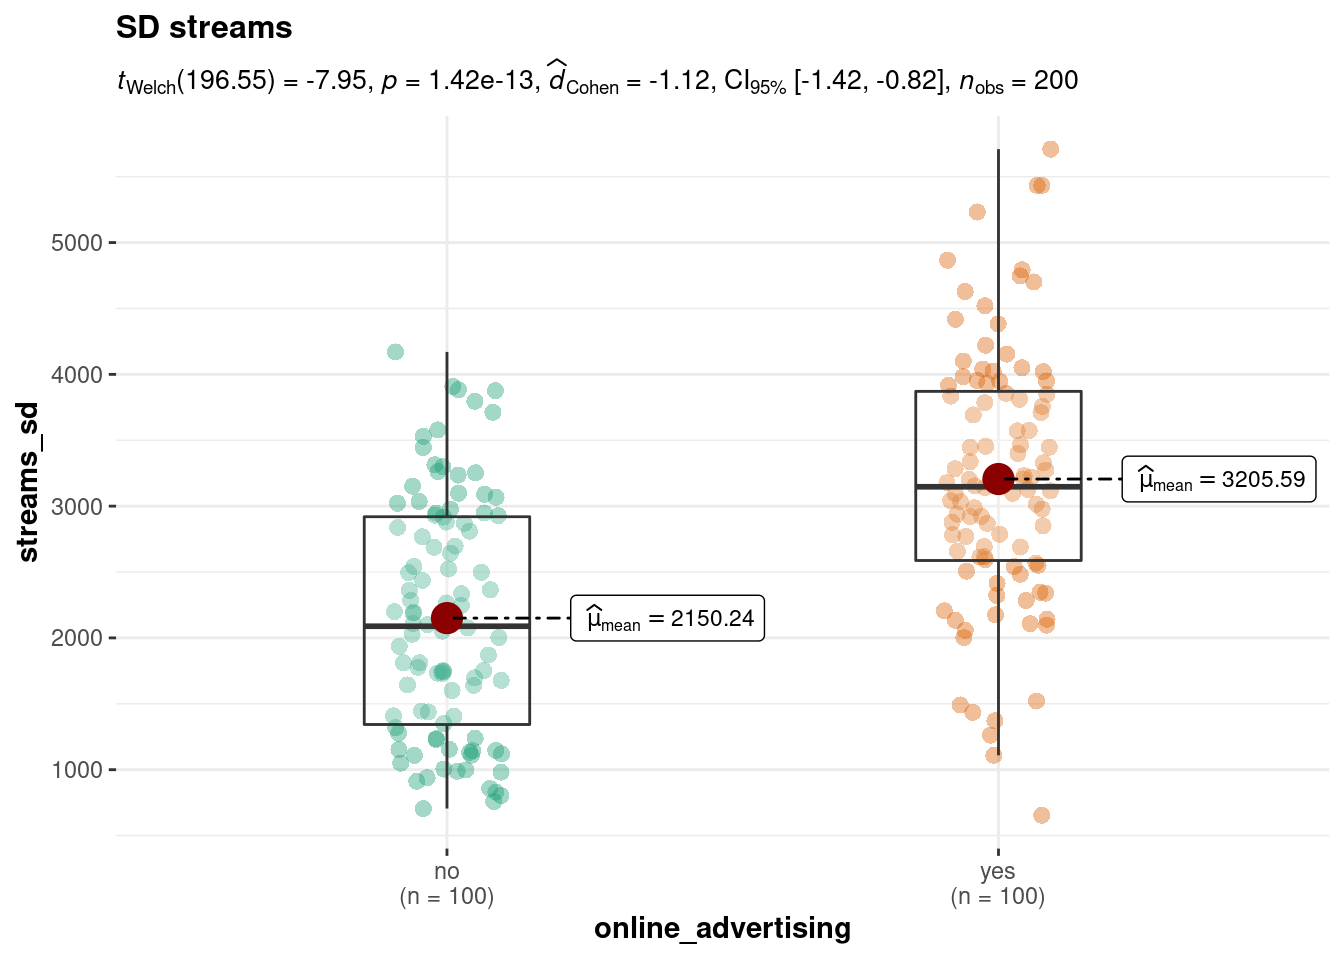 SD streams
tWelch(196.55) = -7.95, p = 1.42e-13, d̂Cohen = -1.12, CI95% [-1.42, -0.82], nobs = 200
streams_sd
5000
4000
3000
2000
1000
μ̂mean = 3205.59
μ̂mean = 2150.24
no
(n = 100)
yes
(n = 100)
online_advertising